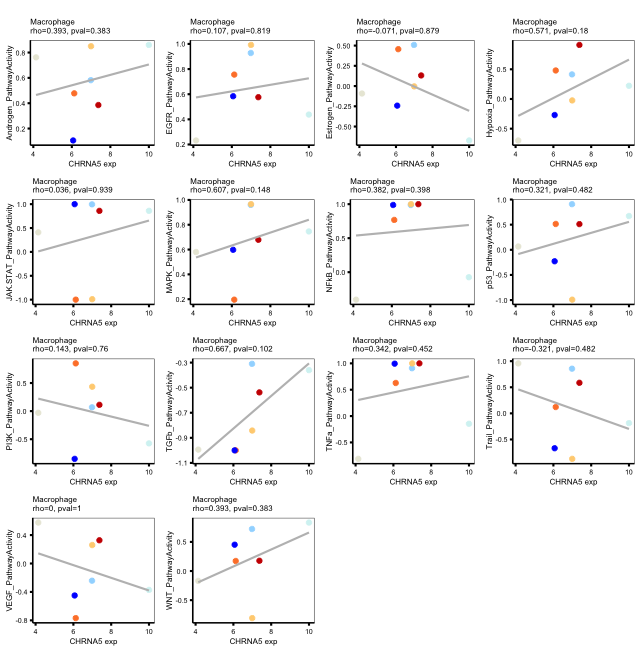 Macrophage
rho=0.393, pval=0.383
Androgen_PathwayActivity
0.8
0.6
0.4
0.2
4 6 8 10
CHRNA5 exp
Macrophage
rho=0.107, pval=0.819
EGFR_PathwayActivity
1.0
0.8
0.6
0.4
0.2
4 6 8 10
CHRNA5 exp
Macrophage
rho=-0.071, pval=0.879
Estrogen_PathwayActivity
0.50
0.25
0.00
-0.25
-0.50
4 6 8 10
CHRNA5 exp
Macrophage
rho=0.571, pval=0.18
Hypoxia_PathwayActivity
0.5
0.0
-0.5
4 6 8 10
CHRNA5 exp
Macrophage
rho=0.036, pval=0.939
JAK.STAT_PathwayActivity
1.0
0.5
0.0
-0.5
-1.0
4 6 8 10
CHRNA5 exp
Macrophage
rho=0.607, pval=0.148
MAPK_PathwayActivity
1.0
0.8
0.6
0.4
0.2
4 6 8 10
CHRNA5 exp
Macrophage
rho=0.382, pval=0.398
NFkB_PathwayActivity
1.0
0.5
0.0
4 6 8 10
CHRNA5 exp
Macrophage
rho=0.321, pval=0.482
p53_PathwayActivity
1.0
0.5
0.0
-0.5
-1.0
4 6 8 10
CHRNA5 exp
Macrophage
rho=0.143, pval=0.76
PI3K_PathwayActivity
0.5
0.0
-0.5
4 6 8 10
CHRNA5 exp
Macrophage
rho=0.667, pval=0.102
TGFb_PathwayActivity
-0.3
-0.5
-0.7
-0.9
-1.1
4 6 8 10
CHRNA5 exp
Macrophage
rho=0.342, pval=0.452
TNFa_PathwayActivity
1.0
0.5
0.0
-0.5
4 6 8 10
CHRNA5 exp
Macrophage
rho=-0.321, pval=0.482
Trail_PathwayActivity
1.0
0.5
0.0
-0.5
4 6 8 10
CHRNA5 exp
Macrophage
rho=0, pval=1
VEGF_PathwayActivity
0.4
0.0
-0.4
-0.8
4 6 8 10
CHRNA5 exp
Macrophage
rho=0.393, pval=0.383
WNT_PathwayActivity
0.5
0.0
-0.5
4 6 8 10
CHRNA5 exp